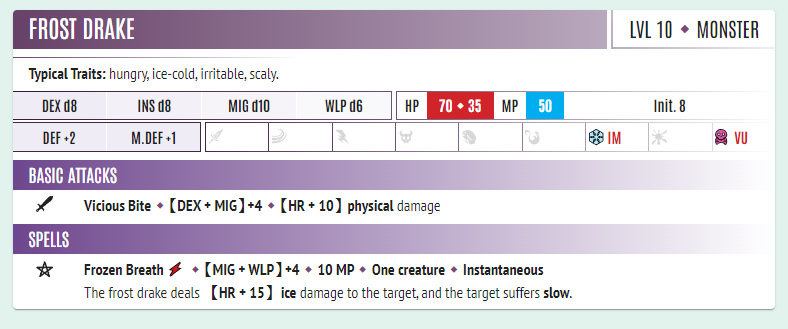 FROST DRAKE
LVL 10 ◆ MONSTER
Typical Traits: hungry, ice-cold, irritable, scaly.
DEX d8 INS d8 MIG d10 WLP d6 HP 70 ◆ 35 MP 50 Init. 8
DEF +2 M.DEF +1 IM VU
BASIC ATTACKS
Vicious Bite ◆ 【DEX + MIG】+4 ◆ 【HR + 10】 physical damage
SPELLS
Frozen Breath ◆ 【MIG + WLP】+4 ◆ 10 MP ◆ One creature ◆ Instantaneous
The frost drake deals 【HR + 15】 ice damage to the target, and the target suffers slow.